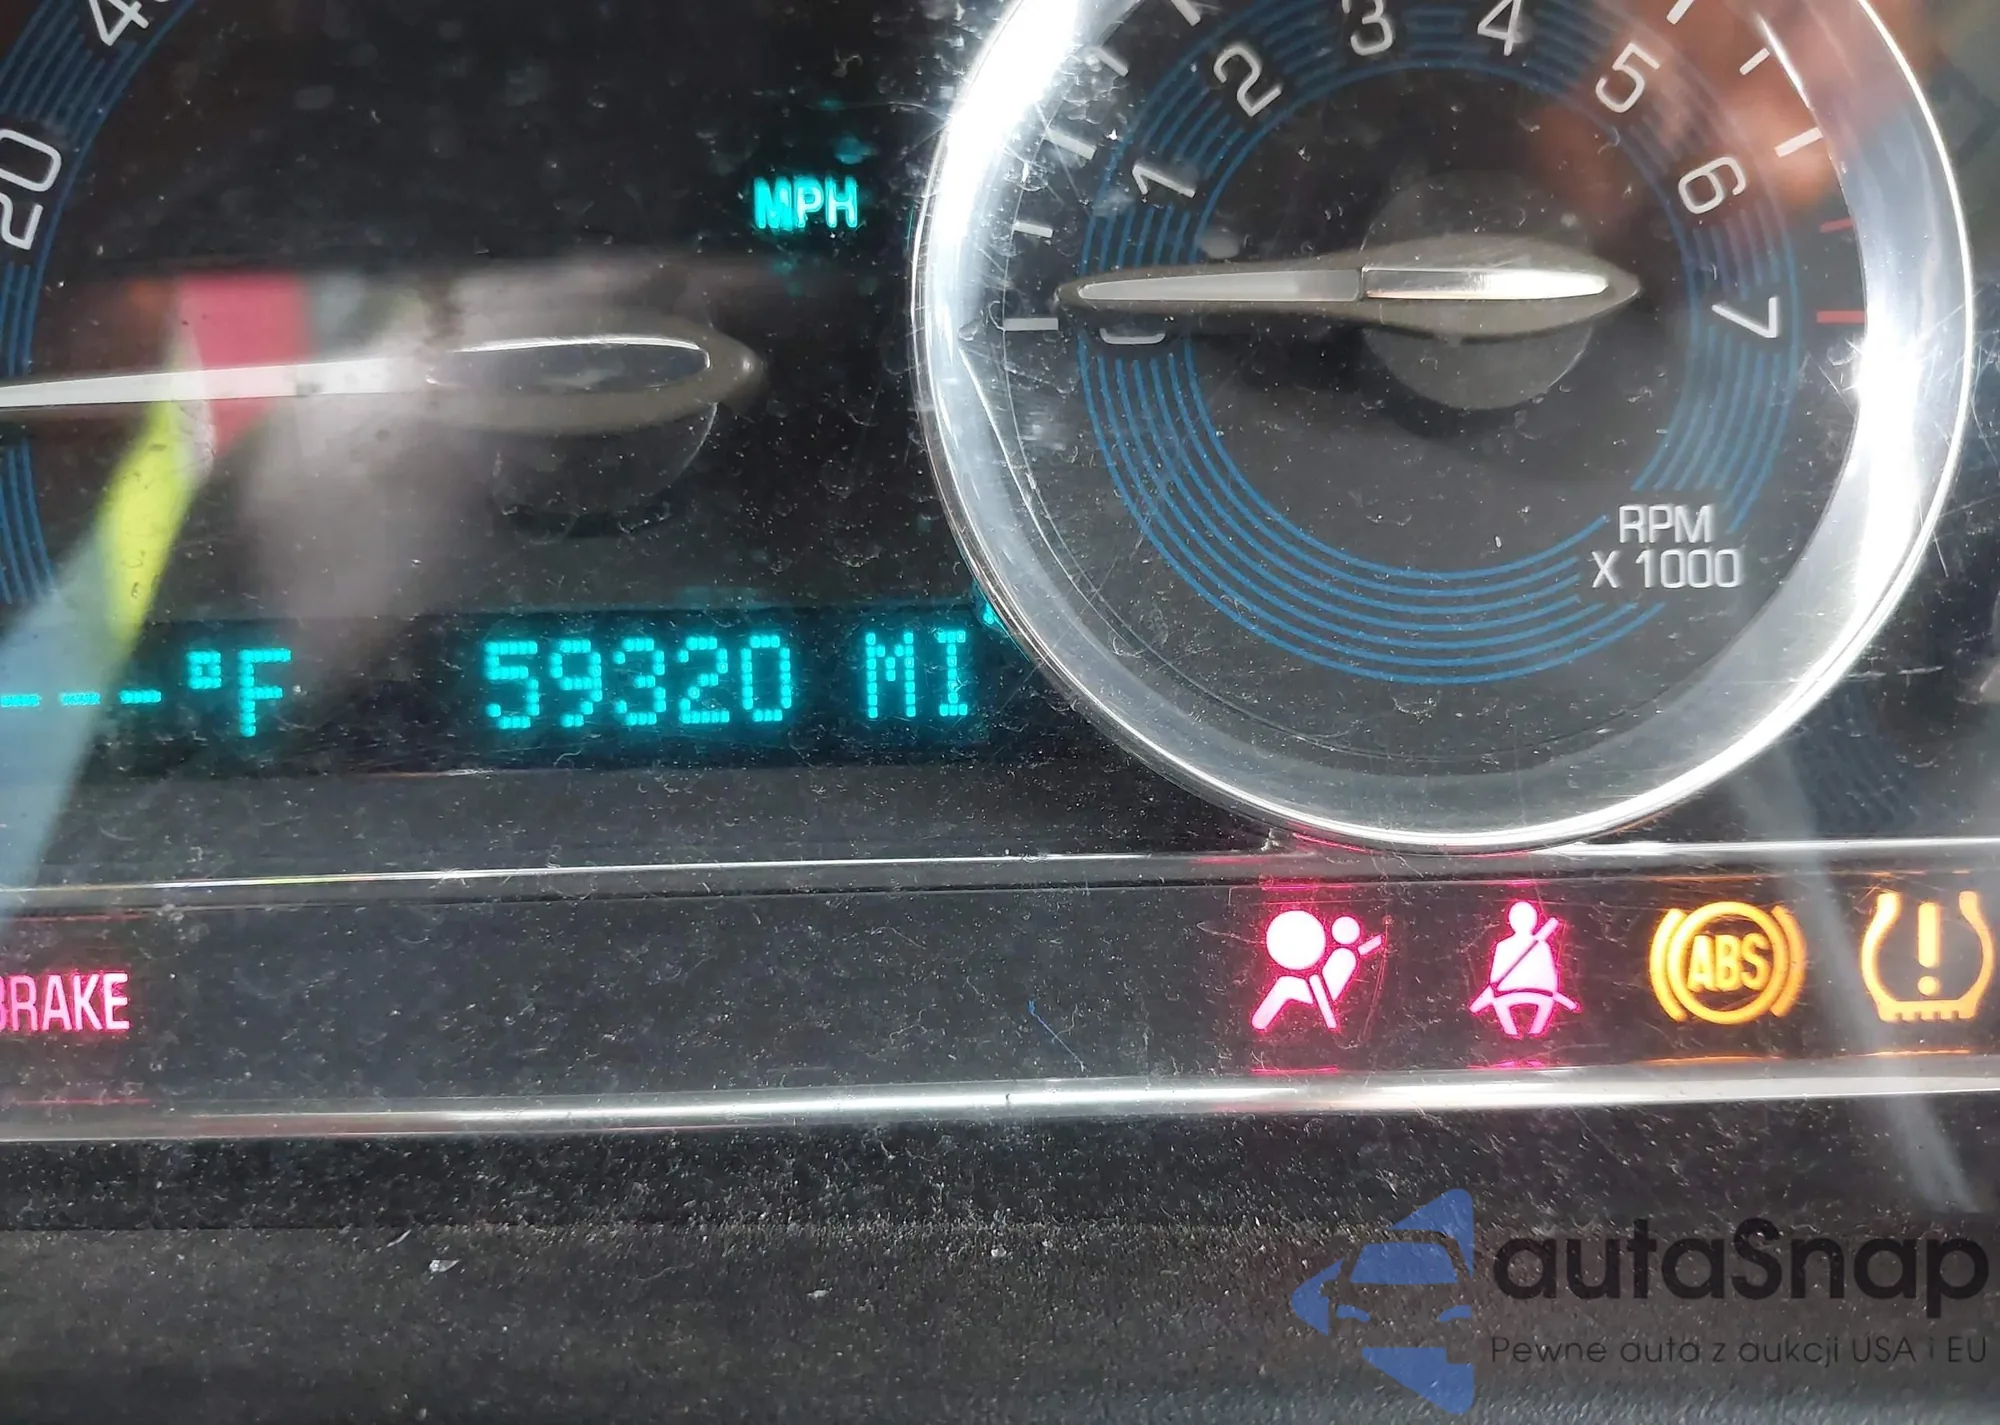 20
MPH
1
2
3
4
5
6
7
RPM
X 1000
--- °F
59320 MI
BRAKE
ABS
autaSnap
Pewne auta z aukcji USA i EU